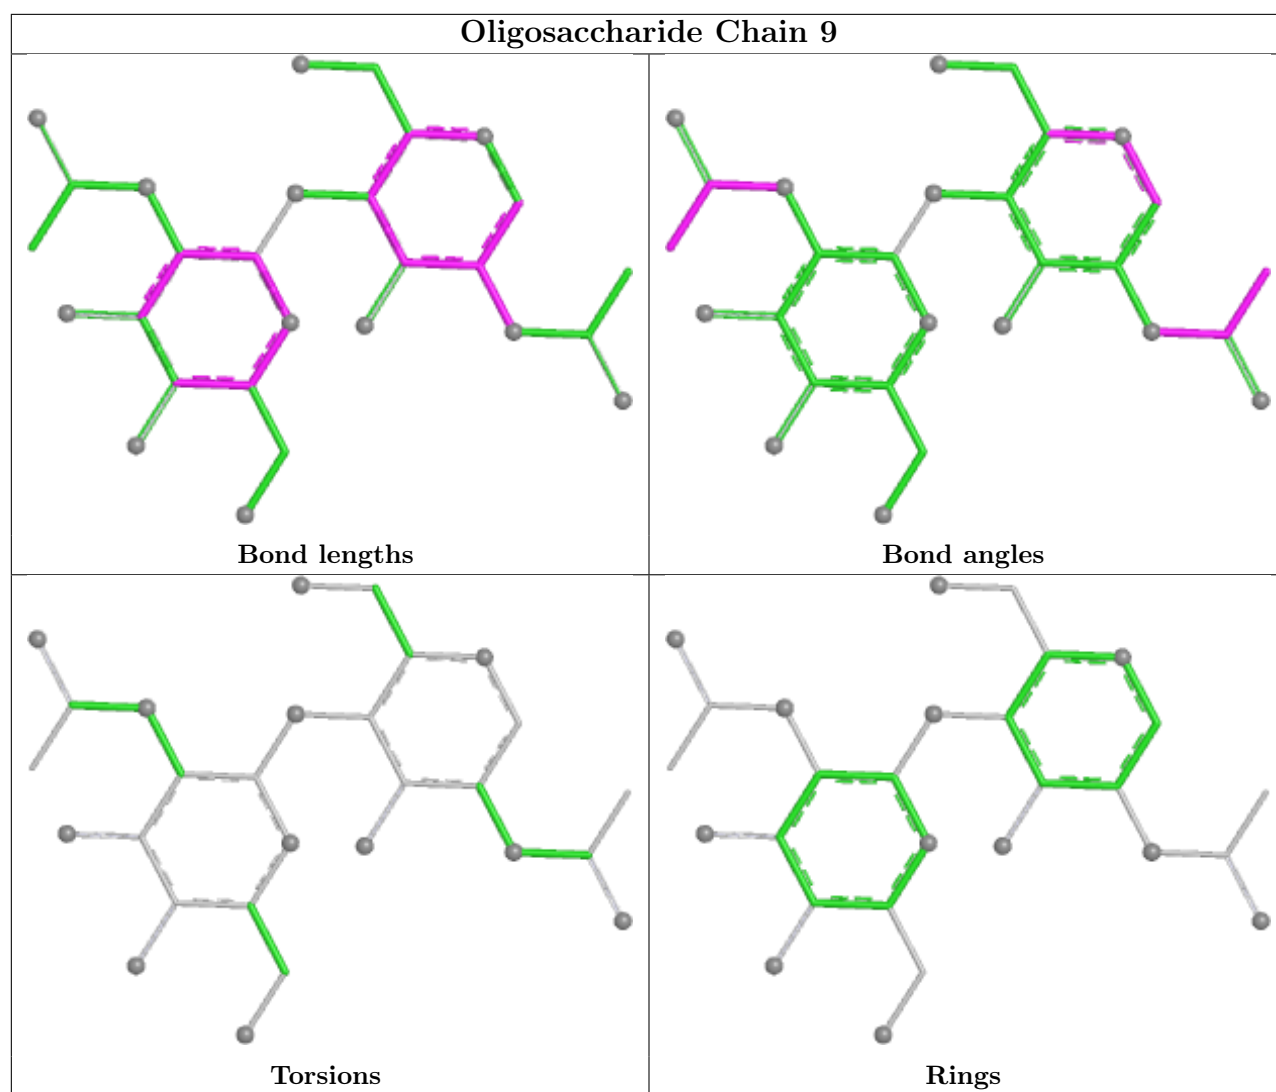 Oligosaccharide Chain 9
Bond lengths
Bond angles
Torsions
Rings